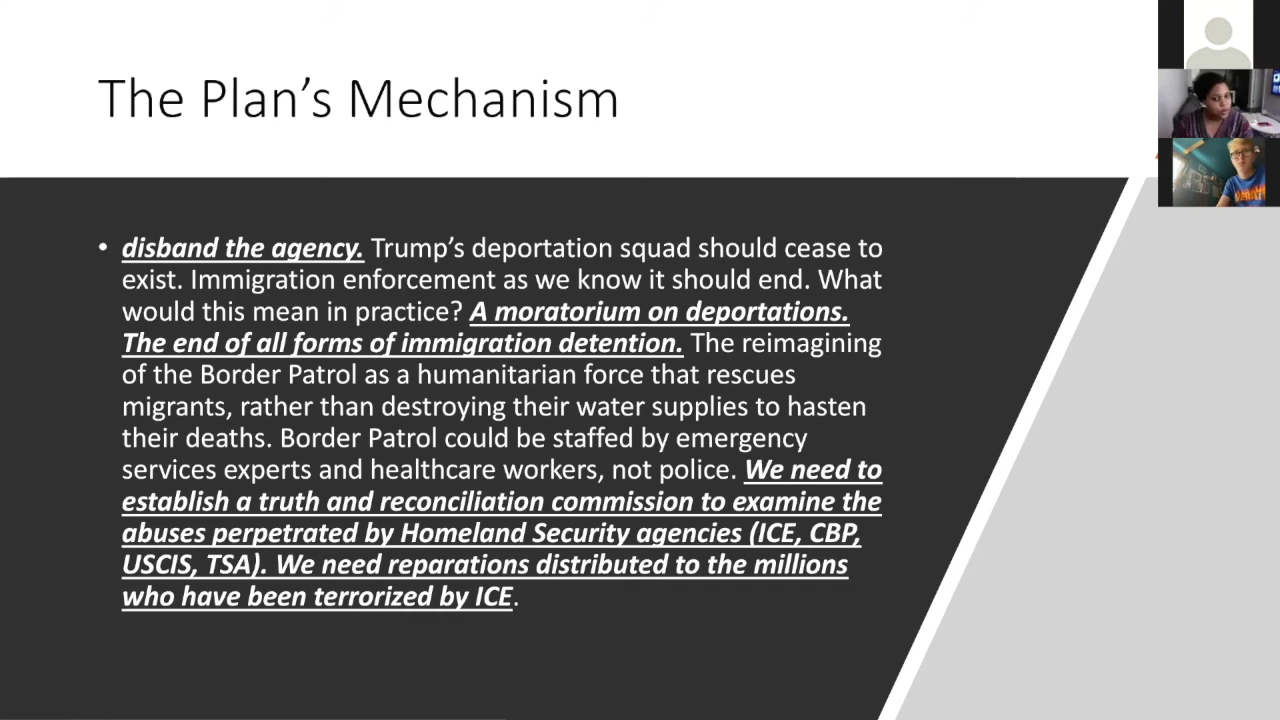 The Plan’s Mechanism
• disband the agency. Trump’s deportation squad should cease to
exist. Immigration enforcement as we know it should end. What
would this mean in practice? A moratorium on deportations.
The end of all forms of immigration detention. The reimagining
of the Border Patrol as a humanitarian force that rescues
migrants, rather than destroying their water supplies to hasten
their deaths. Border Patrol could be staffed by emergency
services experts and healthcare workers, not police. We need to
establish a truth and reconciliation commission to examine the
abuses perpetrated by Homeland Security agencies (ICE, CBP,
USCIS, TSA). We need reparations distributed to the millions
who have been terrorized by ICE.